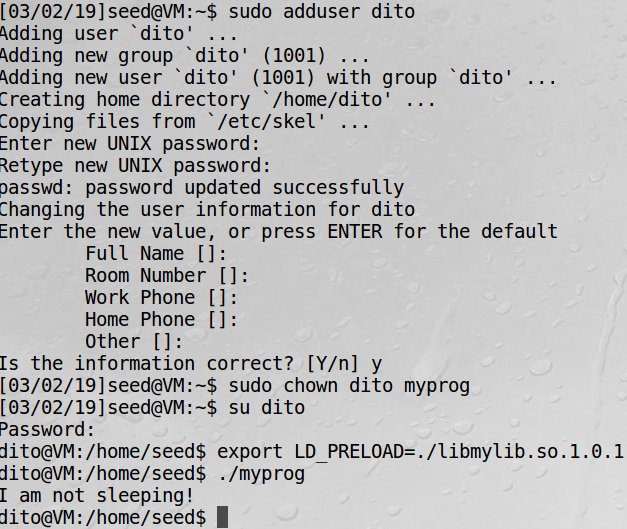 [03/02/19]seed@VM:~$ sudo adduser dito
Adding user `dito' ...
Adding new group `dito' (1001) ...
Adding new user `dito' (1001) with group `dito' ...
Creating home directory `/home/dito' ...
Copying files from `/etc/skel' ...
Enter new UNIX password:
Retype new UNIX password:
passwd: password updated successfully
Changing the user information for dito
Enter the new value, or press ENTER for the default
        Full Name []:
        Room Number []:
        Work Phone []:
        Home Phone []:
        Other []:
Is the information correct? [Y/n] y
[03/02/19]seed@VM:~$ sudo chown dito myprog
[03/02/19]seed@VM:~$ su dito
Password:
dito@VM:/home/seed$ export LD_PRELOAD=./libmylib.so.1.0.1
dito@VM:/home/seed$ ./myprog
I am not sleeping!
dito@VM:/home/seed$